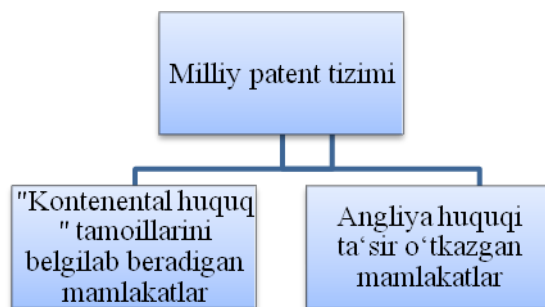 Milliy patent tizimi
"Kontenental huquq
" tamoillarini
belgilab beradigan
mamlakatlar
Angliya huquqi
ta‘sir o‘tkazgan
mamlakatlar